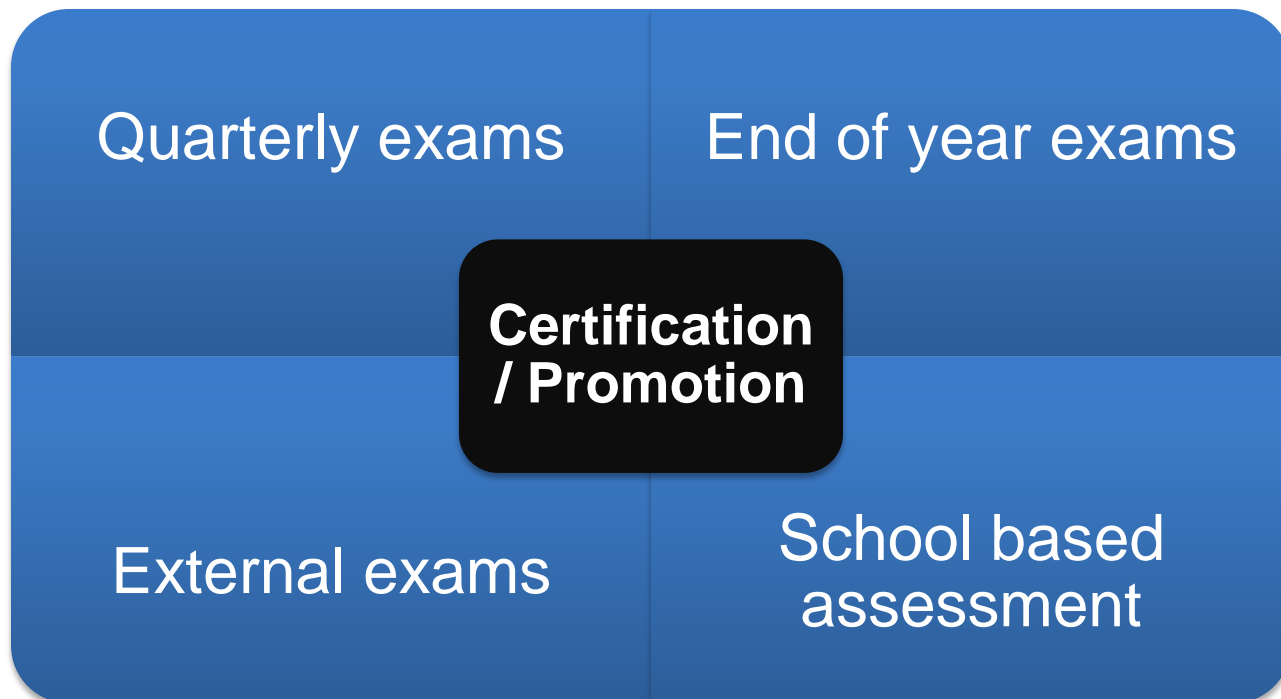 Quarterly exams
End of year exams
Certification
/ Promotion
External exams
School based
assessment